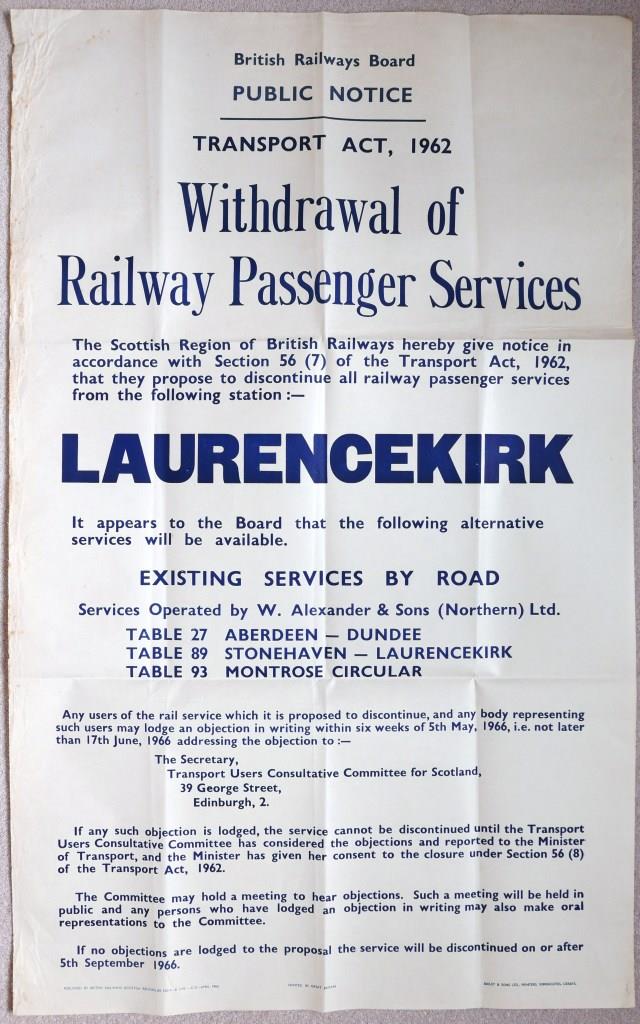 British Railways Board
PUBLIC NOTICE
TRANSPORT ACT, 1962
Withdrawal of
Railway Passenger Services
The Scottish Region of British Railways hereby give notice in
accordance with Section 56 (7) of the Transport Act, 1962,
that they propose to discontinue all railway passenger services
from the following station :—
LAURENCEKIRK
It appears to the Board that the following alternative
services will be available.
EXISTING SERVICES BY ROAD
Services Operated by W. Alexander & Sons (Northern) Ltd.
TABLE 27 ABERDEEN — DUNDEE
TABLE 89 STONEHAVEN — LAURENCEKIRK
TABLE 93 MONTROSE CIRCULAR
Any users of the rail service which it is proposed to discontinue, and any body representing
such users may lodge an objection in writing within six weeks of 5th May, 1966, i.e. not later
than 17th June, 1966 addressing the objection to :—
The Secretary,
Transport Users Consultative Committee for Scotland,
39 George Street,
Edinburgh, 2.
If any such objection is lodged, the service cannot be discontinued until the Transport
Users Consultative Committee has considered the objections and reported to the Minister
of Transport, and the Minister has given her consent to the closure under Section 56 (8)
of the Transport Act, 1962.
The Committee may hold a meeting to hear objections. Such a meeting will be held in
public and any persons who have lodged an objection in writing may also make oral
representations to the Committee.
If no objections are lodged to the proposal the service will be discontinued on or after
5th September 1966.
PRINTED IN GREAT BRITAIN